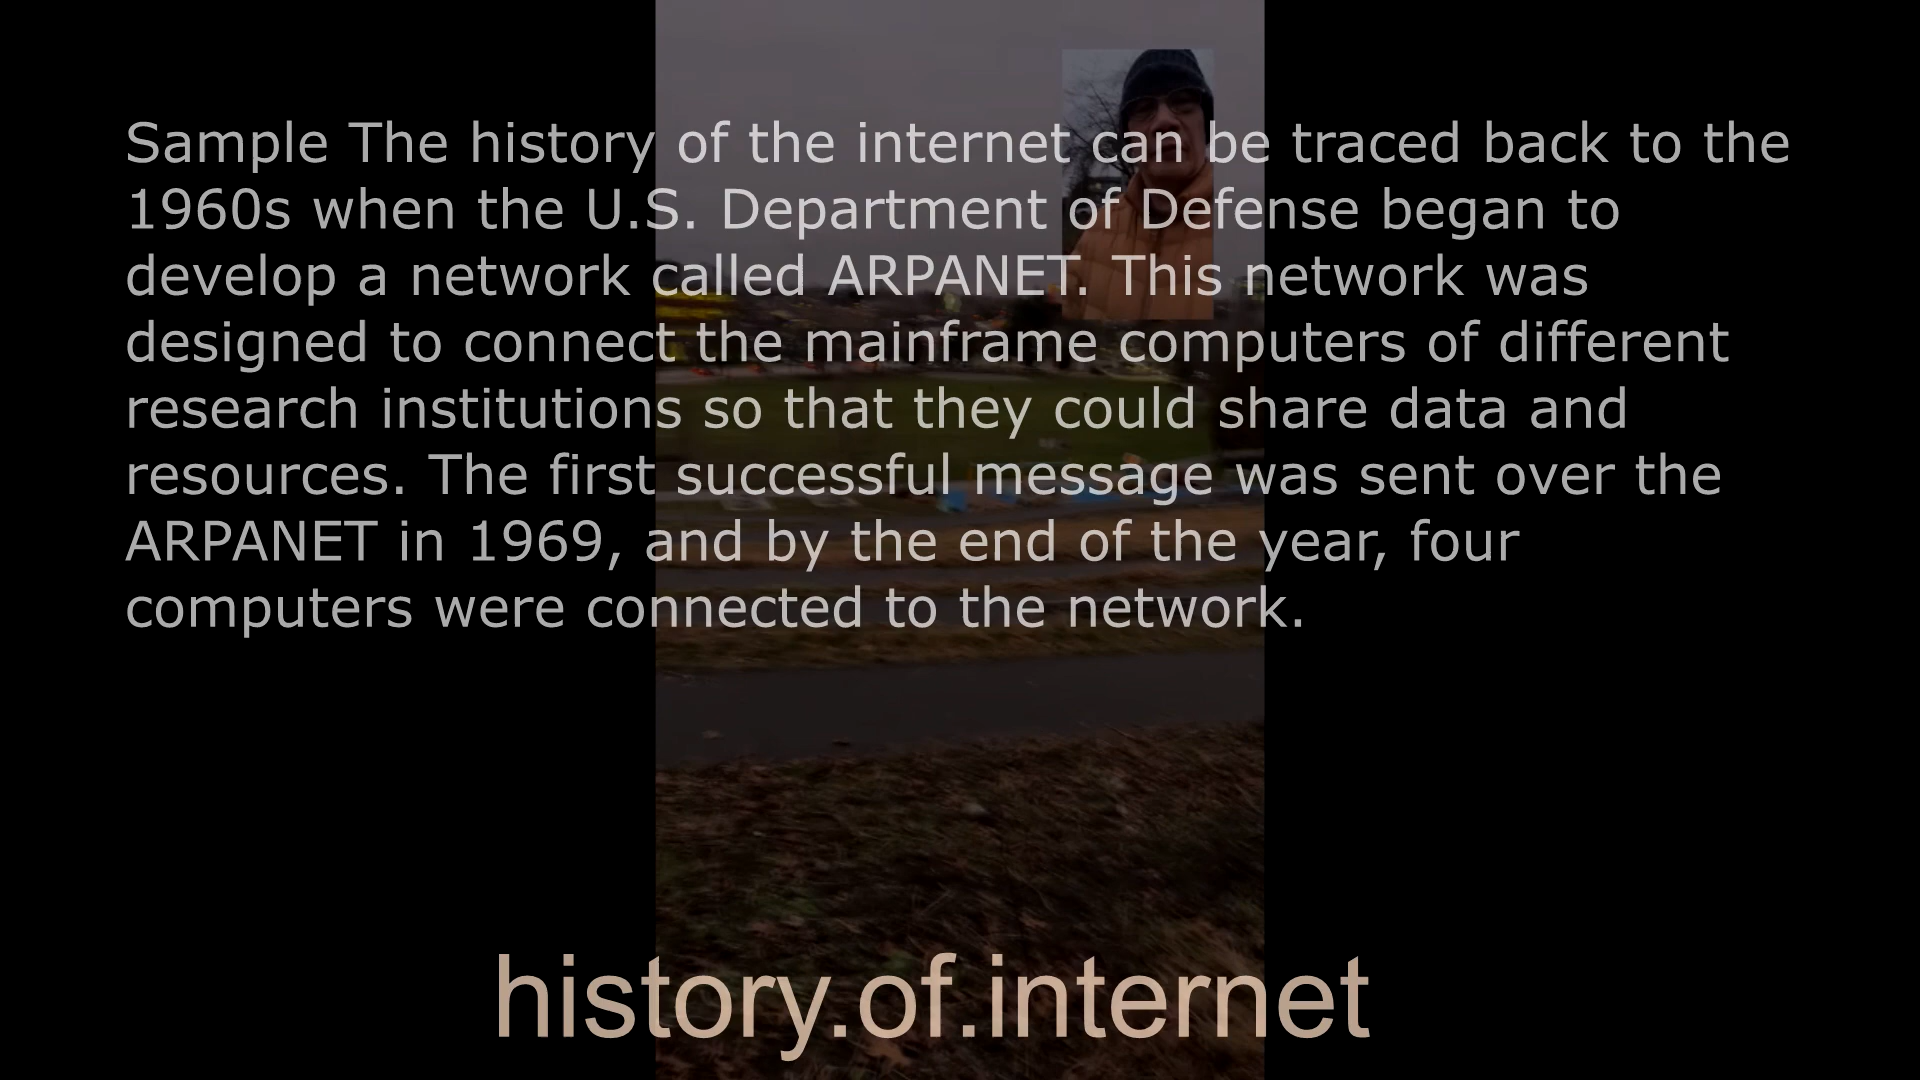 Sample The history of the internet can be traced back to the
1960s when the U.S. Department of Defense began to
develop a network called ARPANET. This network was
designed to connect the mainframe computers of different
research institutions so that they could share data and
resources. The first successful message was sent over the
ARPANET in 1969, and by the end of the year, four
computers were connected to the network.
history.of.internet